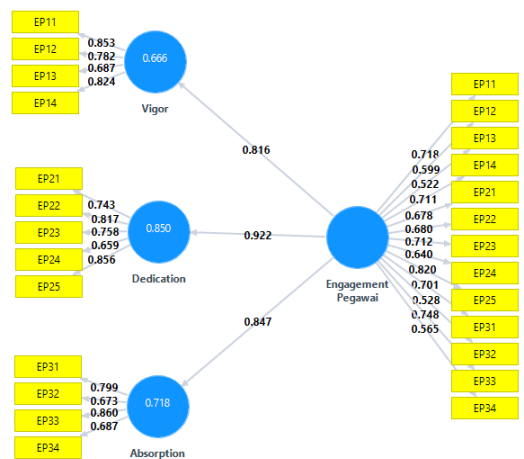 EP11
EP12
EP13
EP14
0.853
0.782
0.687
0.824
0.666
Vigor
EP21
EP22
EP23
EP24
EP25
0.743
0.817
0.758
0.659
0.856
0.850
Dedication
EP31
EP32
EP33
EP34
0.799
0.673
0.860
0.687
0.718
Absorption
0.816
0.922
0.847
Engagement
Pegawai
0.718
0.599
0.522
0.711
0.678
0.680
0.712
0.640
0.820
0.701
0.528
0.748
0.565
EP11
EP12
EP13
EP14
EP21
EP22
EP23
EP24
EP25
EP31
EP32
EP33
EP34